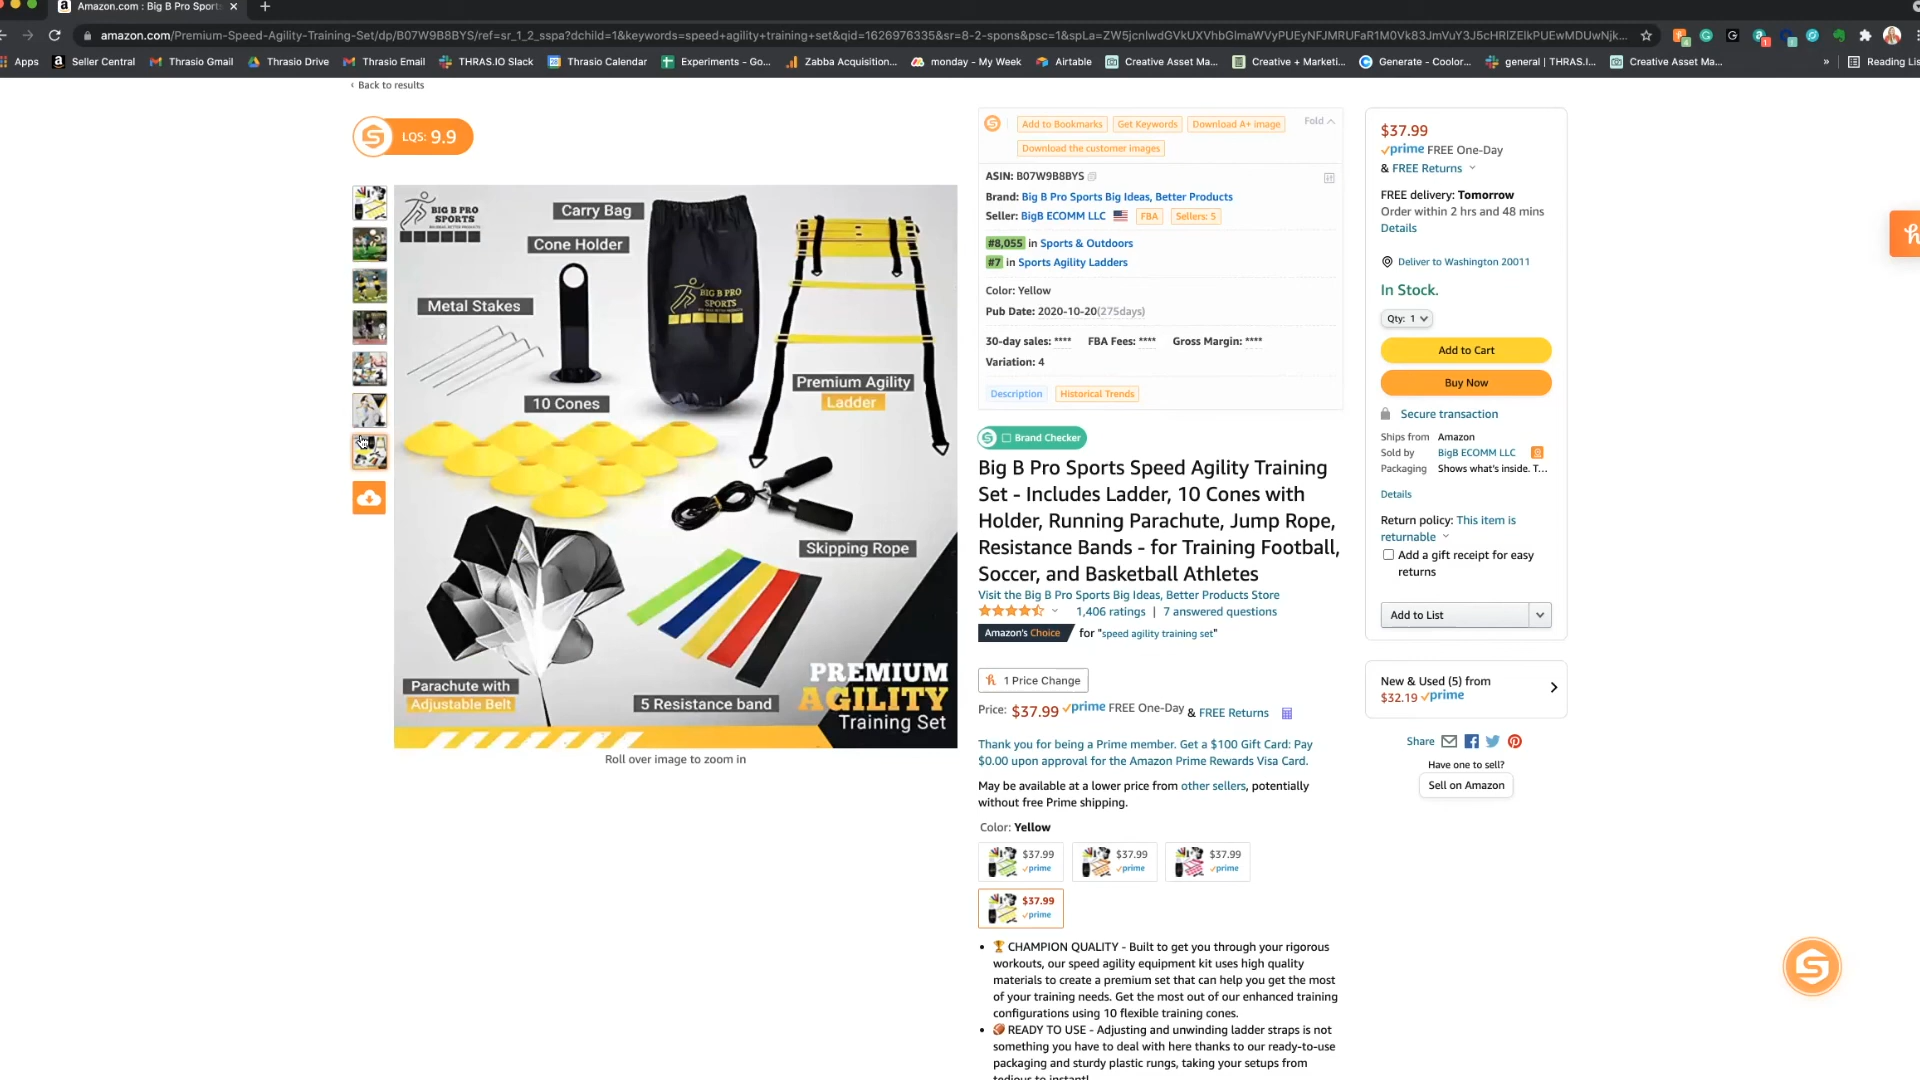 Amazon.com : Big B Pro Sports
amazon.com/Premium-Speed-Agility-Training-Set/dp/B07W9B8BYS/ref=sr_1_2_sspa?dchild=1&keywords=speed+agility+training+set&qid=1626976335&sr=8-2-spons&psc=1&spLa=
Apps
Seller Central
Thrasio Gmail
Thrasio Drive
Thrasio Email
THRAS.IO Slack
Thrasio Calendar
Experiments - Go...
Zabba Acquisition...
monday - My Week
Airtable
Creative Asset Ma...
Creative + Marketi...
Generate - Coolor...
general | THRAS.I...
Creative Asset Ma...
»
Reading Lis
‹ Back to results
LQS: 9.9
BIG B PRO
SPORTS
Carry Bag
Cone Holder
Metal Stakes
BIG B PRO
SPORTS
Premium Agility
Ladder
10 Cones
Skipping Rope
Parachute with
Adjustable Belt
5 Resistance band
PREMIUM
AGILITY
Training Set
Roll over image to zoom in
Add to Bookmarks
Get Keywords
Download A+ image
Fold
Download the customer images
ASIN: B07W9B8BYS
Brand: Big B Pro Sports Big Ideas, Better Products
Seller: BigB ECOMM LLC FBA Sellers: 5
#8,055 in Sports & Outdoors
#7 in Sports Agility Ladders
Color: Yellow
Pub Date: 2020-10-20(275days)
30-day sales: **** FBA Fees: **** Gross Margin: ****
Variation: 4
Description
Historical Trends
Brand Checker
Big B Pro Sports Speed Agility Training
Set - Includes Ladder, 10 Cones with
Holder, Running Parachute, Jump Rope,
Resistance Bands - for Training Football,
Soccer, and Basketball Athletes
Visit the Big B Pro Sports Big Ideas, Better Products Store
1,406 ratings | 7 answered questions
Amazon's Choice for "speed agility training set"
1 Price Change
Price: $37.99 prime FREE One-Day & FREE Returns
Thank you for being a Prime member. Get a $100 Gift Card: Pay
$0.00 upon approval for the Amazon Prime Rewards Visa Card.
May be available at a lower price from other sellers, potentially
without free Prime shipping.
Color: Yellow
$37.99
prime
$37.99
prime
$37.99
prime
$37.99
prime
• 🏆 CHAMPION QUALITY - Built to get you through your rigorous
workouts, our speed agility equipment kit uses high quality
materials to create a premium set that can help you get the most
of your training needs. Get the most out of our enhanced training
configurations using 10 flexible training cones.
• 🏈 READY TO USE - Adjusting and unwinding ladder straps is not
something you have to deal with here thanks to our ready-to-use
packaging and sturdy plastic rungs, taking your setups from
tedious to instant!
$37.99
prime FREE One-Day
& FREE Returns
FREE delivery: Tomorrow
Order within 2 hrs and 48 mins
Details
Deliver to Washington 20011
In Stock.
Qty: 1
Add to Cart
Buy Now
Secure transaction
Ships from Amazon
Sold by BigB ECOMM LLC
Packaging Shows what's inside. T...
Details
Return policy: This item is
returnable
Add a gift receipt for easy
returns
Add to List
New & Used (5) from
$32.19 prime
Share
Have one to sell?
Sell on Amazon